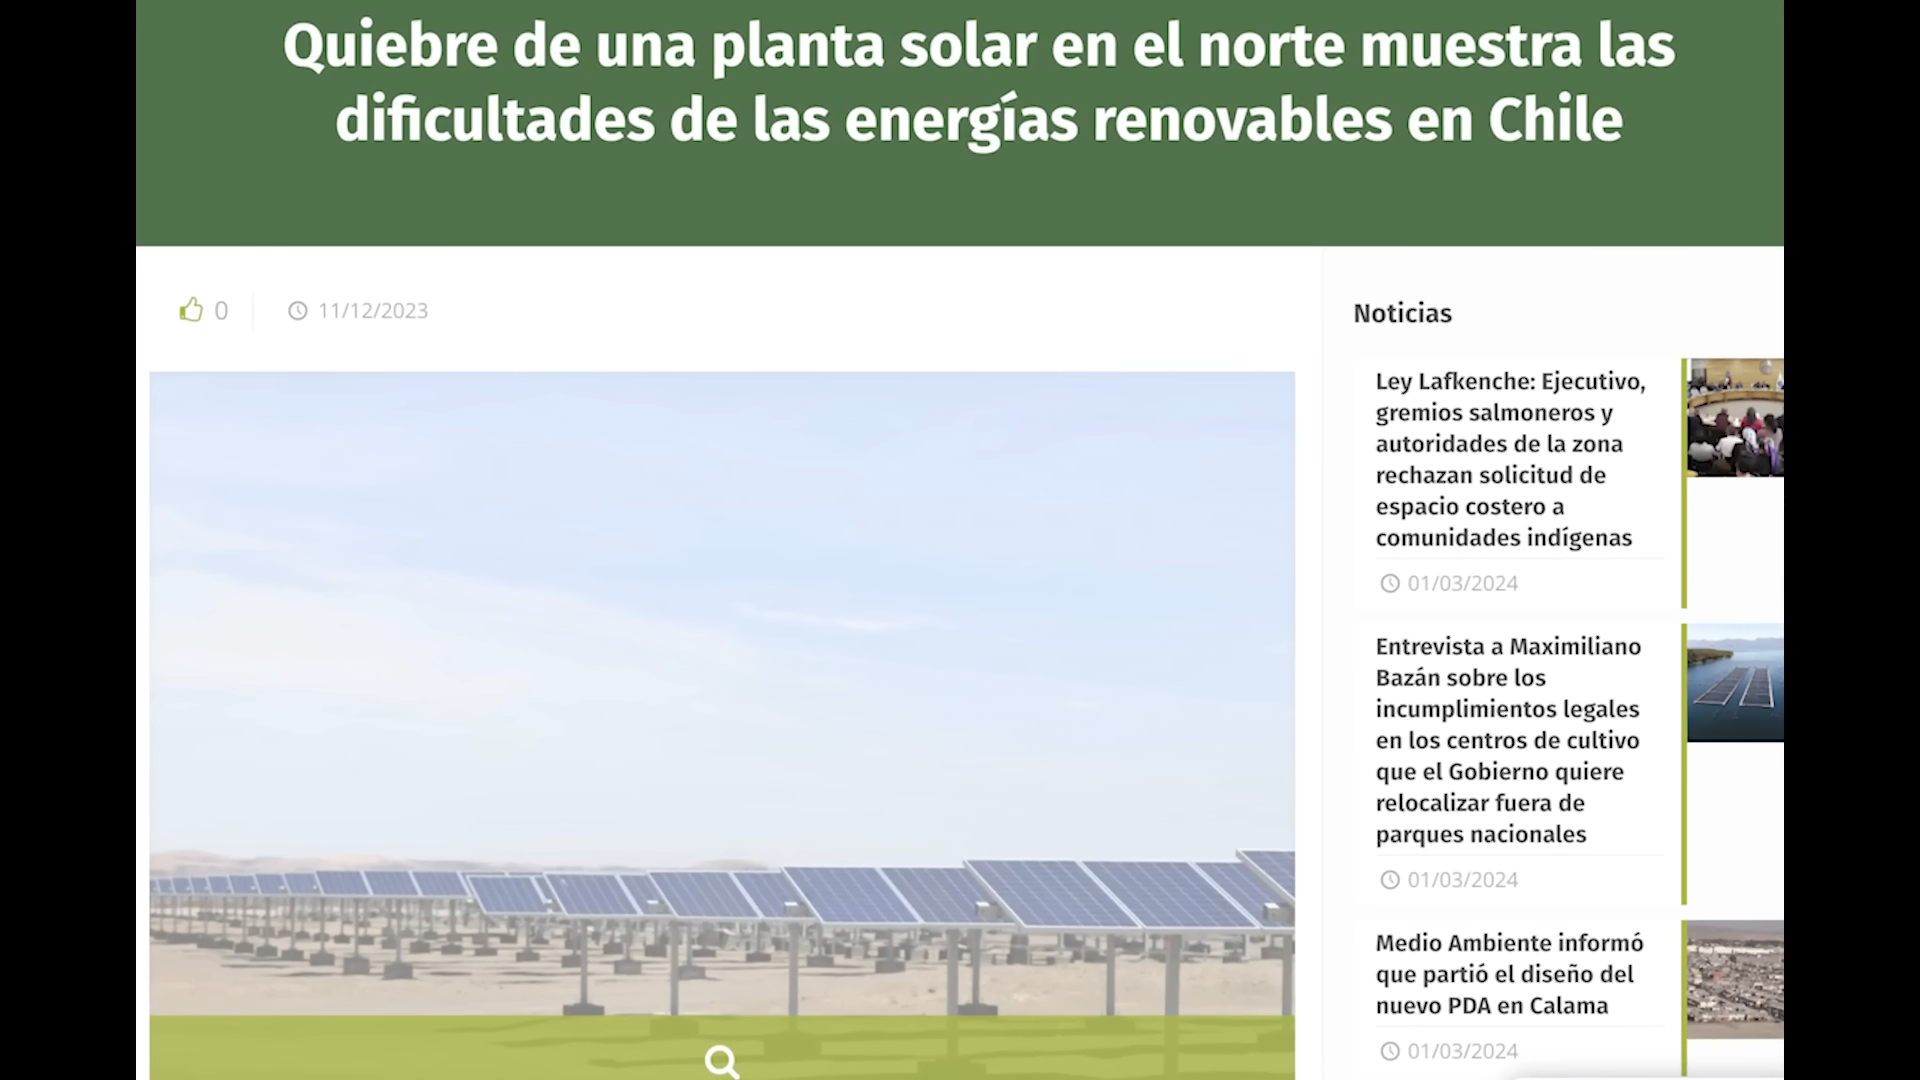 Quiebre de una planta solar en el norte muestra las
dificultades de las energías renovables en Chile
0
11/12/2023
Noticias
Ley Lafkenche: Ejecutivo,
gremios salmoneros y
autoridades de la zona
rechazan solicitud de
espacio costero a
comunidades indígenas
01/03/2024
Entrevista a Maximiliano
Bazán sobre los
incumplimientos legales
en los centros de cultivo
que el Gobierno quiere
relocalizar fuera de
parques nacionales
01/03/2024
Medio Ambiente informó
que partió el diseño del
nuevo PDA en Calama
01/03/2024